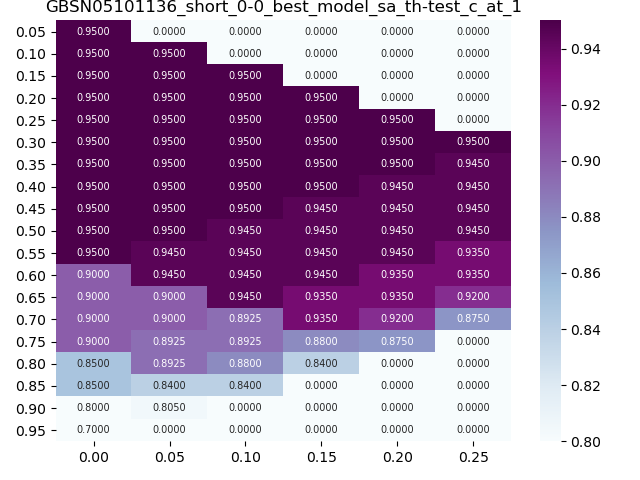 GBSN05101136_short_0-0_best_model_sa_th-test_c_at_1
0.05 0.9500 0.0000 0.0000 0.0000 0.0000 0.0000
0.10 0.9500 0.9500 0.0000 0.0000 0.0000 0.0000
0.15 0.9500 0.9500 0.9500 0.0000 0.0000 0.0000
0.20 0.9500 0.9500 0.9500 0.9500 0.0000 0.0000
0.25 0.9500 0.9500 0.9500 0.9500 0.9500 0.0000
0.30 0.9500 0.9500 0.9500 0.9500 0.9500 0.9500
0.35 0.9500 0.9500 0.9500 0.9500 0.9500 0.9450
0.40 0.9500 0.9500 0.9500 0.9500 0.9450 0.9450
0.45 0.9500 0.9500 0.9500 0.9450 0.9450 0.9450
0.50 0.9500 0.9500 0.9450 0.9450 0.9450 0.9450
0.55 0.9500 0.9450 0.9450 0.9450 0.9450 0.9350
0.60 0.9000 0.9450 0.9450 0.9450 0.9350 0.9350
0.65 0.9000 0.9000 0.9450 0.9350 0.9350 0.9200
0.70 0.9000 0.9000 0.8925 0.9350 0.9200 0.8750
0.75 0.9000 0.8925 0.8925 0.8800 0.8750 0.0000
0.80 0.8500 0.8925 0.8800 0.8400 0.0000 0.0000
0.85 0.8500 0.8400 0.8400 0.0000 0.0000 0.0000
0.90 0.8000 0.8050 0.0000 0.0000 0.0000 0.0000
0.95 0.7000 0.0000 0.0000 0.0000 0.0000 0.0000
0.00 0.05 0.10 0.15 0.20 0.25
0.94
0.92
0.90
0.88
0.86
0.84
0.82
0.80